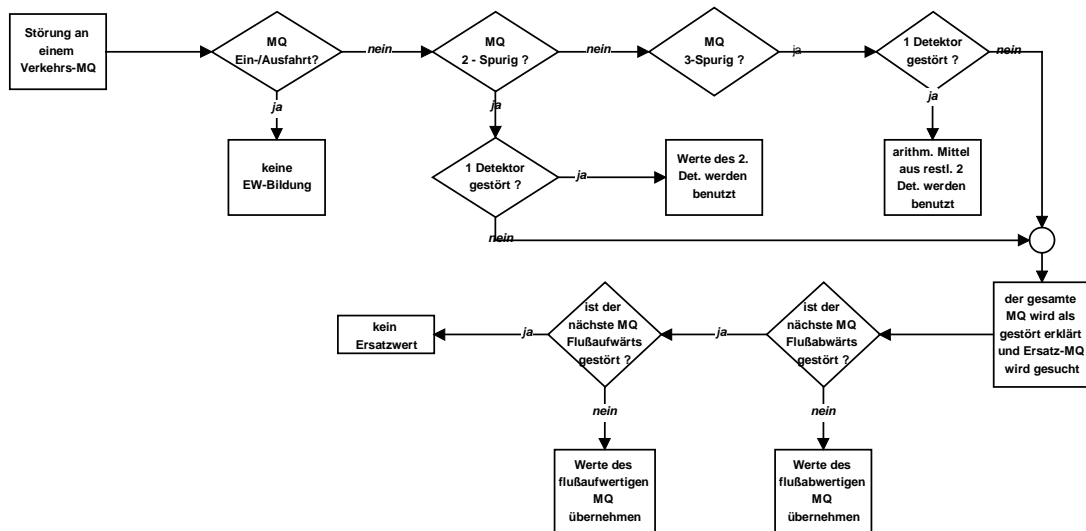 Störung an
einem
Verkehrs-MQ
MQ
Ein-/Ausfahrt?
nein
MQ
2 - Spurig ?
nein
MQ
3-Spurig ?
ja
1 Detektor
gestört ?
nein
ja
ja
ja
keine
EW-Bildung
1 Detektor
gestört ?
ja
Werte des 2.
Det. werden
benutzt
arithm. Mittel
aus restl. 2
Det. werden
benutzt
nein
kein
Ersatzwert
ja
ist der
nächste MQ
Flußaufwärts
gestört ?
ja
ist der
nächste MQ
Flußabwärts
gestört ?
der gesamte
MQ wird als
gestört erklärt
und Ersatz-MQ
wird gesucht
nein
nein
Werte des
flußaufwertigen
MQ
übernehmen
Werte des
flußabwertigen
MQ
übernehmen